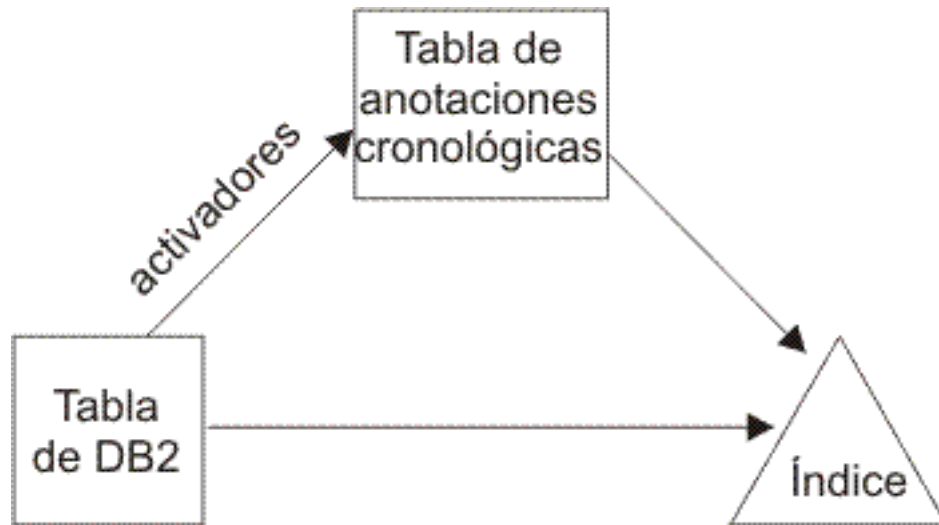 Tabla de
anotaciones
cronológicas
activadores
Tabla
de DB2
Índice